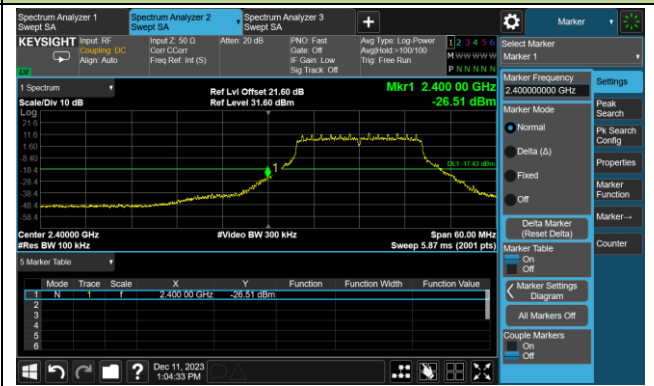 Spectrum Analyzer 1
Swept SA
Spectrum Analyzer 2
Swept SA
Spectrum Analyzer 3
Swept SA
Marker
KEYSIGHT
Input: RF
Coupling: DC
Align: Auto
Input Z: 50 Ω
Corr CCorr
Freq Ref: Int (S)
Atten: 20 dB
PNO: Fast
Gate: Off
IF Gain: Low
Sig Track: Off
Avg Type: Log-Power
Avg|Hold:>100/100
Trig: Free Run
1 2 3 4 5 6
M W W W W W
P N N N N N
Select Marker
Marker 1
1 Spectrum
Scale/Div 10 dB
Log
Ref Lvl Offset 21.60 dB
Ref Level 31.60 dBm
Mkr1 2.400 00 GHz
-26.51 dBm
21.6
11.6
1.60
-8.40
-18.4
-28.4
-38.4
-48.4
-58.4
1
DL1 -17.43 dBm
Center 2.40000 GHz
#Res BW 100 kHz
#Video BW 300 kHz
Span 60.00 MHz
Sweep 5.87 ms (2001 pts)
5 Marker Table
Mode Trace Scale X Y Function Function Width Function Value
1 N 1 f 2.400 00 GHz -26.51 dBm
2
3
4
5
6
Marker Frequency
2.400000000 GHz
Marker Mode
Normal
Delta (Δ)
Fixed
Off
Delta Marker
(Reset Delta)
Marker Table
On
Off
Marker Settings
Diagram
All Markers Off
Couple Markers
On
Off
Settings
Peak
Search
Pk Search
Config
Properties
Marker
Function
Marker→
Counter
Dec 11, 2023
1:04:33 PM